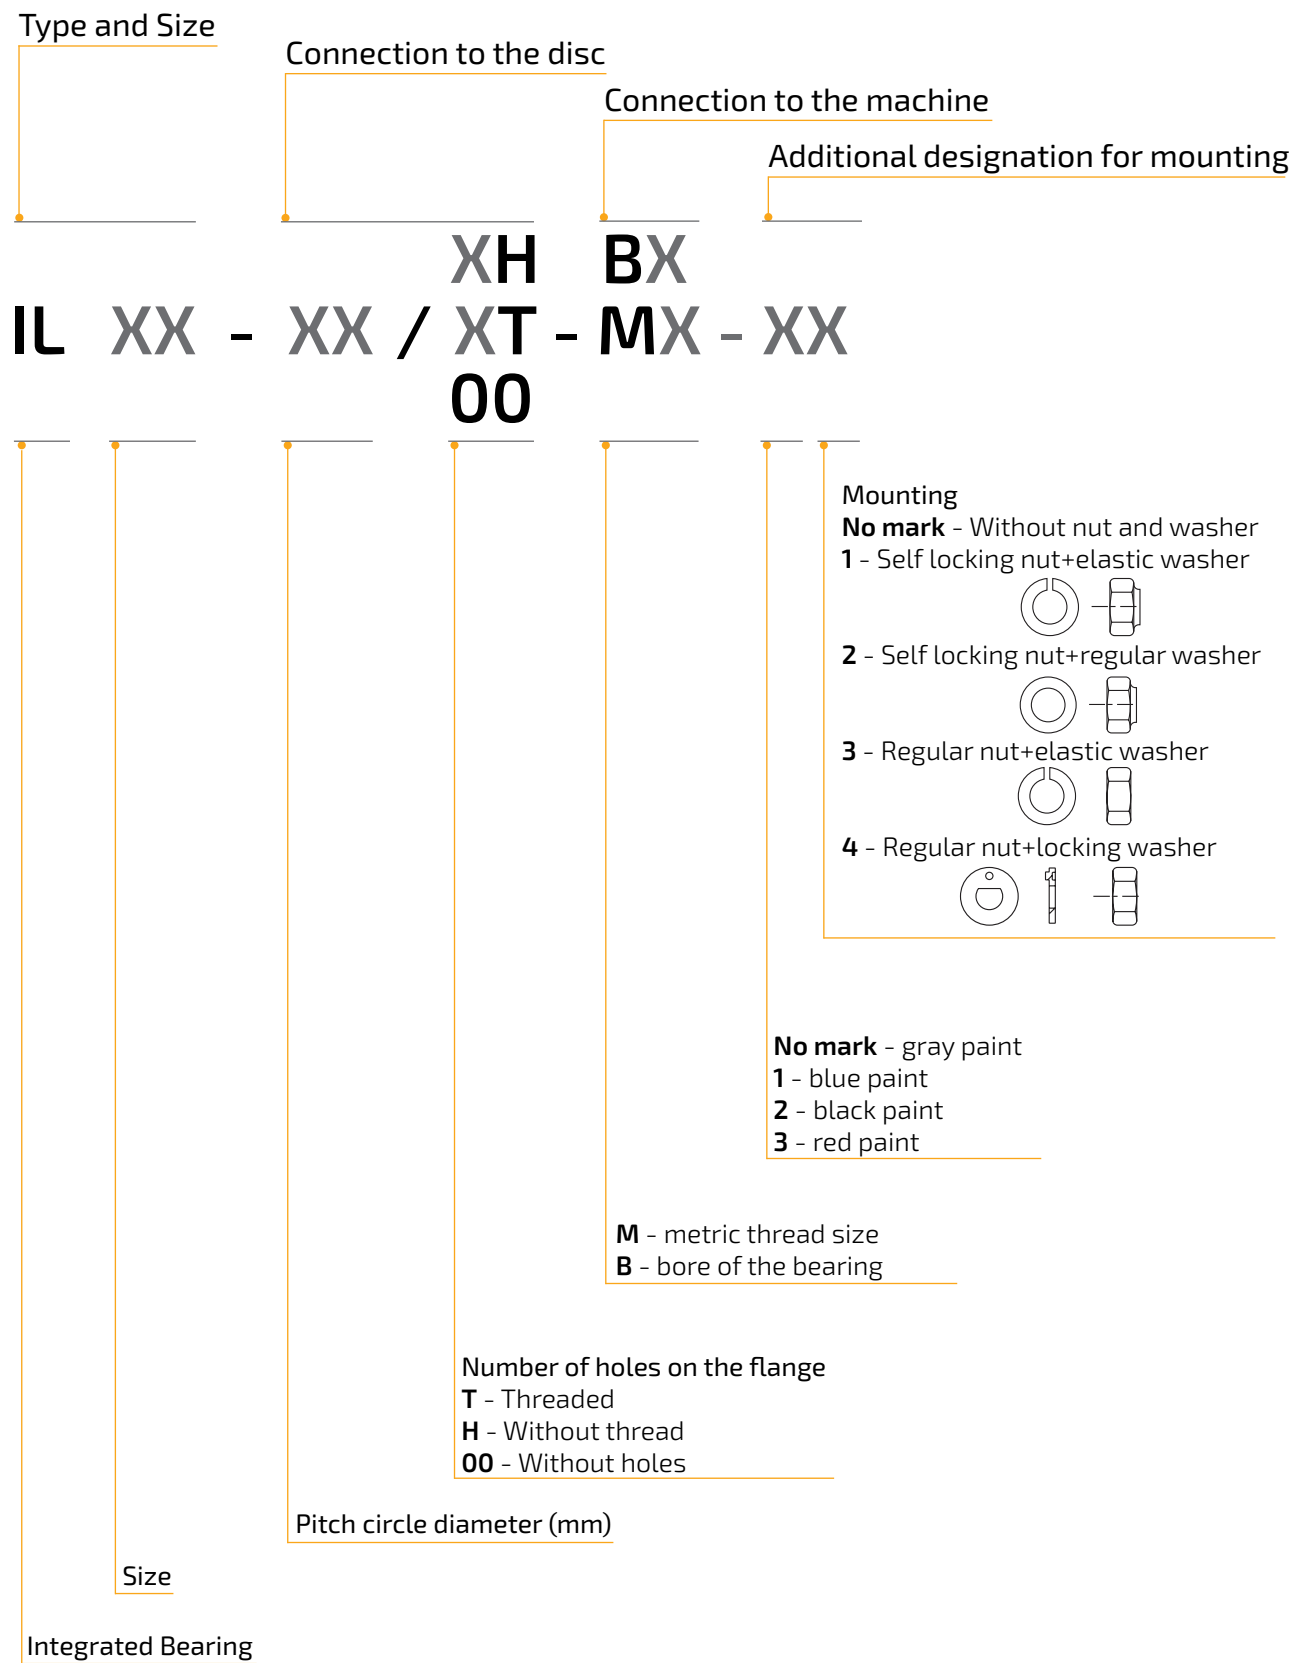 Type and Size
Connection to the disc
Connection to the machine
Additional designation for mounting
XH BX
IL XX - XX / XT - MX - XX
00
Mounting
No mark - Without nut and washer
1 - Self locking nut+elastic washer
2 - Self locking nut+regular washer
3 - Regular nut+elastic washer
4 - Regular nut+locking washer
No mark - gray paint
1 - blue paint
2 - black paint
3 - red paint
M - metric thread size
B - bore of the bearing
Number of holes on the flange
T - Threaded
H - Without thread
00 - Without holes
Pitch circle diameter (mm)
Size
Integrated Bearing